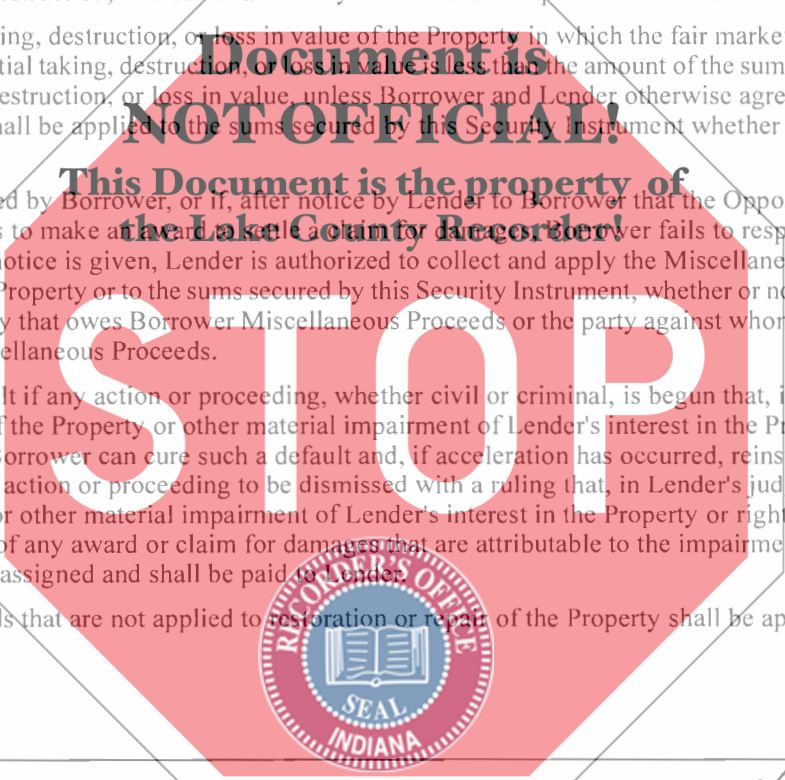 ing, destruction, or loss in value of the Property in which the fair marke
Document is
tial taking, destruction, or loss in value is less than the amount of the sum
estruction, or loss in value, unless Borrower and Lender otherwise agre
NOT OFFICIAL!
hall be applied to the sums secured by this Security Instrument whether
This Document is the property of
ed by Borrower, or if, after notice by Lender to Borrower that the Oppo
the Lake County Recorder!
s to make an award to settle a claim for damages, Borrower fails to resp
notice is given, Lender is authorized to collect and apply the Miscellane
Property or to the sums secured by this Security Instrument, whether or no
y that owes Borrower Miscellaneous Proceeds or the party against whom
ellaneous Proceeds.
STOP
lt if any action or proceeding, whether civil or criminal, is begun that, i
f the Property or other material impairment of Lender's interest in the Pr
Borrower can cure such a default and, if acceleration has occurred, reins
action or proceeding to be dismissed with a ruling that, in Lender's jud
or other material impairment of Lender's interest in the Property or right
of any award or claim for damages that are attributable to the impairme
assigned and shall be paid to Lender.
ls that are not applied to restoration or repair of the Property shall be ap
RECORDER'S OFFICE
SEAL
INDIANA